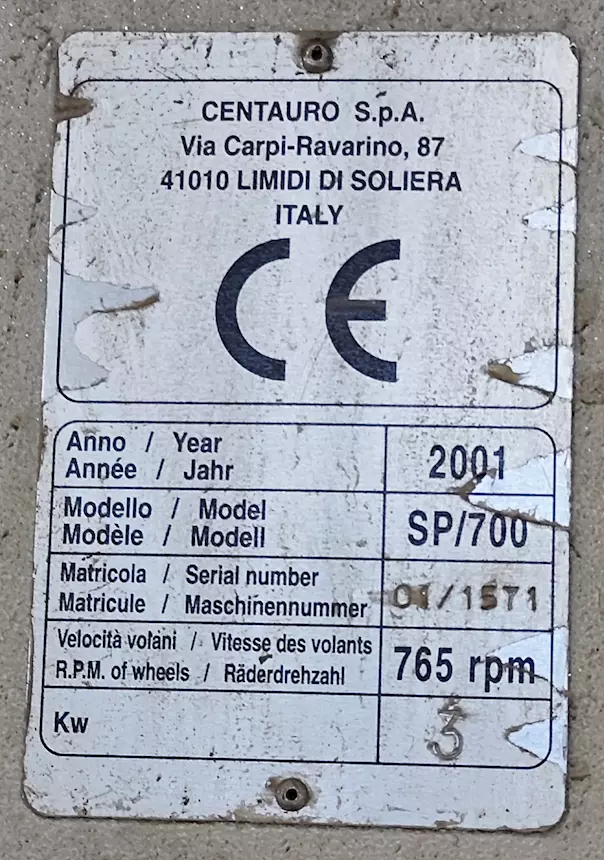 CENTAURO S.p.A.
Via Carpi-Ravarino, 87
41010 LIMIDI DI SOLIERA
ITALY
CE
Anno / Year
Année / Jahr
2001
Modello / Model
Modèle / Modell
SP/700
Matricola / Serial number
Matricule / Maschinennummer
01/1571
Velocità volani / Vitesse des volants
R.P.M. of wheels / Räderdrehzahl
765 rpm
Kw
3